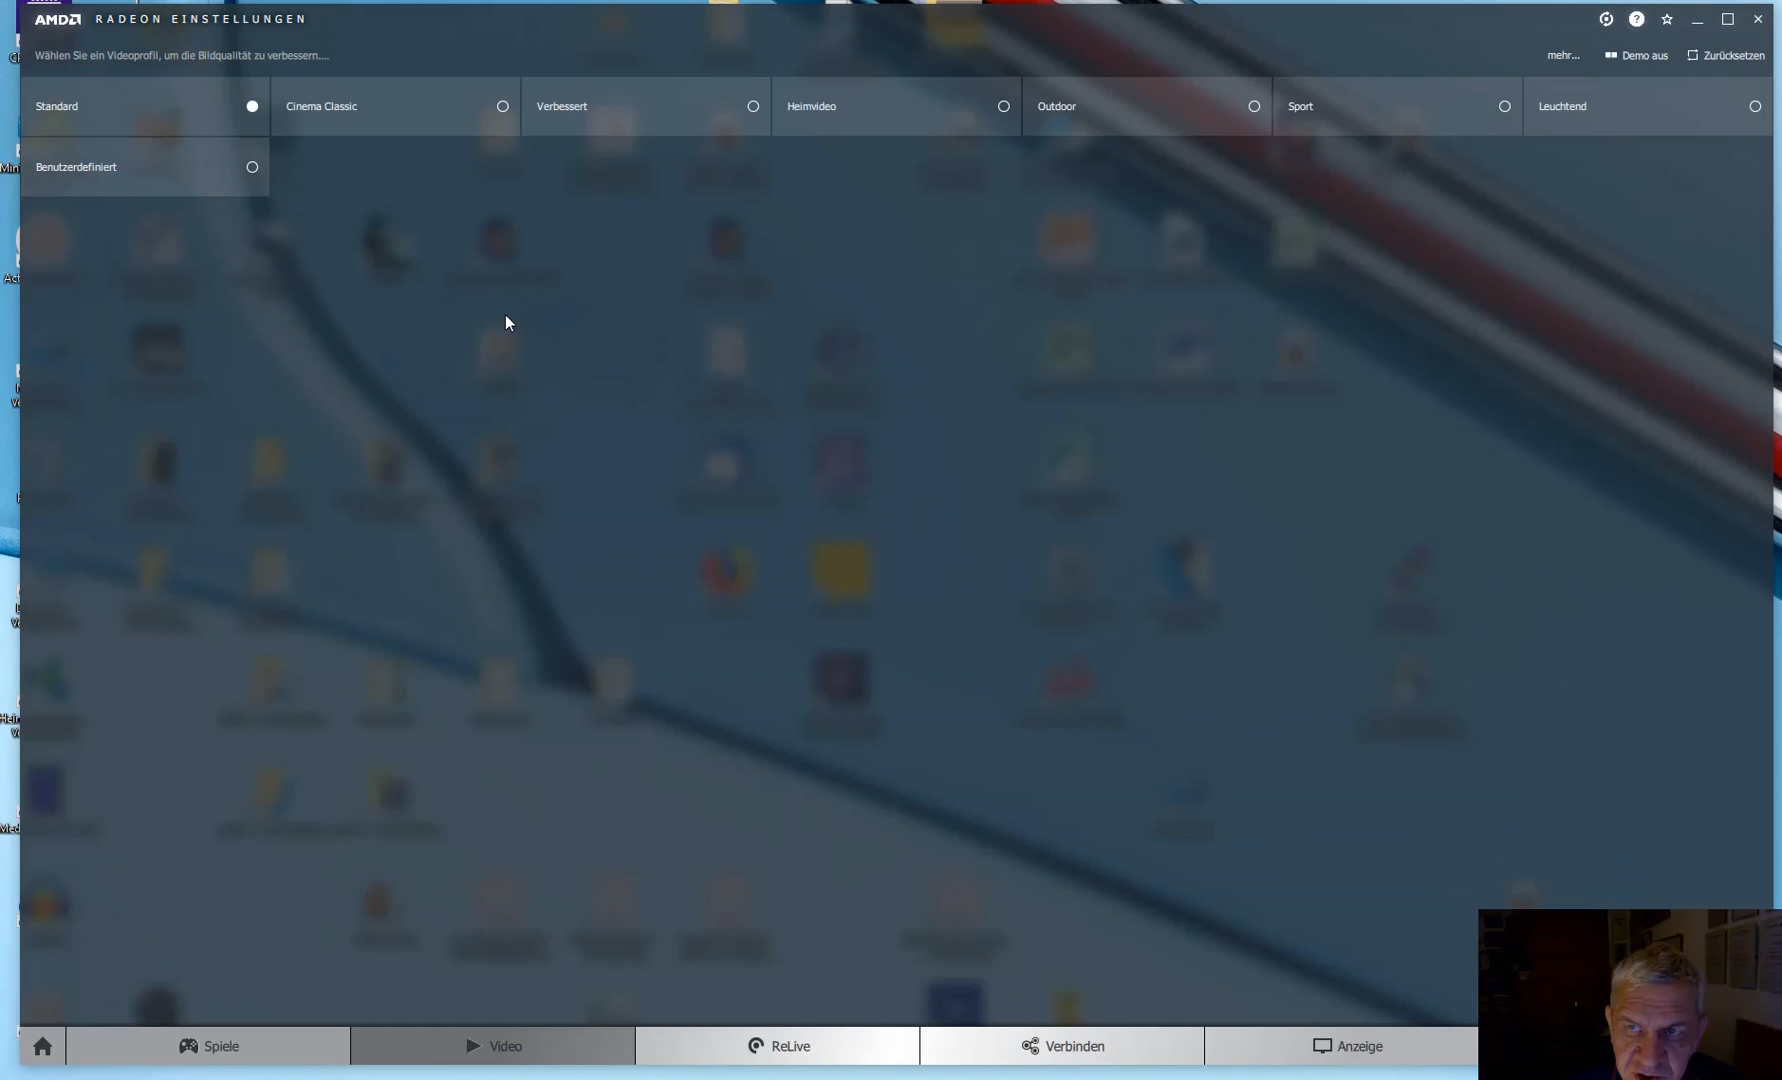 AMD RADEON EINSTELLUNGEN
Wählen Sie ein Videoprofil, um die Bildqualität zu verbessern....
mehr... Demo aus Zurücksetzen
Standard Cinema Classic Verbessert Heimvideo Outdoor Sport Leuchtend
Benutzerdefiniert
Spiele Video ReLive Verbinden Anzeige